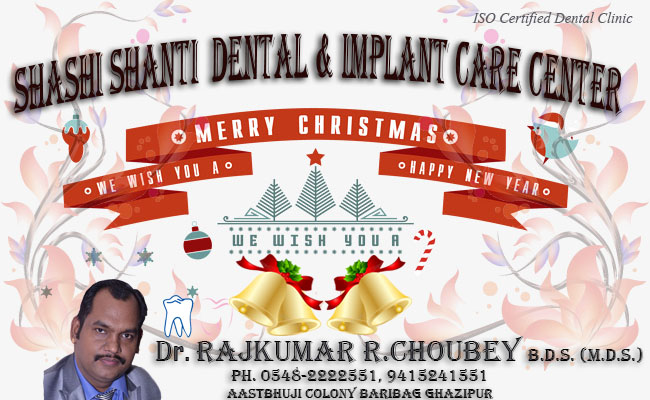 ISO Certified Dental Clinic
SHASHI SHANTI DENTAL & IMPLANT CARE CENTER
MERRY CHRISTMAS
WE WISH YOU A
HAPPY NEW YEAR
WE WISH YOU A
Dr. RAJKUMAR R.CHOUBEY B.D.S. (M.D.S.)
PH. 0548-2222551, 9415241551
AASTBHUJI COLONY BARIBAG GHAZIPUR